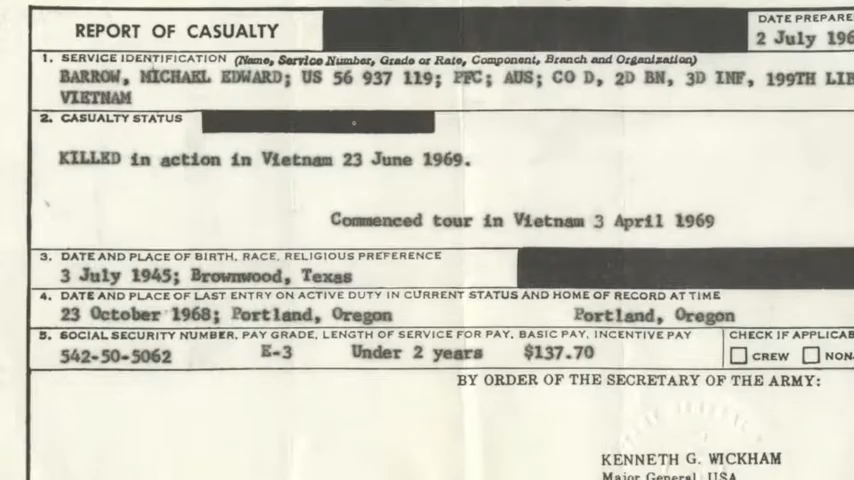 REPORT OF CASUALTY
DATE PREPARE
2 July 196
1. SERVICE IDENTIFICATION (Name, Service Number, Grade or Rate, Component, Branch and Organization)
BARROW, MICHAEL EDWARD; US 56 937 119; PFC; AUS; CO D, 2D BN, 3D INF, 199TH LIB
VIETNAM
2. CASUALTY STATUS
KILLED in action in Vietnam 23 June 1969.
Commenced tour in Vietnam 3 April 1969
3. DATE AND PLACE OF BIRTH, RACE, RELIGIOUS PREFERENCE
3 July 1945; Brownwood, Texas
4. DATE AND PLACE OF LAST ENTRY ON ACTIVE DUTY IN CURRENT STATUS AND HOME OF RECORD AT TIME
23 October 1968; Portland, Oregon Portland, Oregon
5. SOCIAL SECURITY NUMBER, PAY GRADE, LENGTH OF SERVICE FOR PAY, BASIC PAY, INCENTIVE PAY CHECK IF APPLICAB
542-50-5062 E-3 Under 2 years $137.70 CREW NON
BY ORDER OF THE SECRETARY OF THE ARMY:
KENNETH G. WICKHAM
Major General, USA